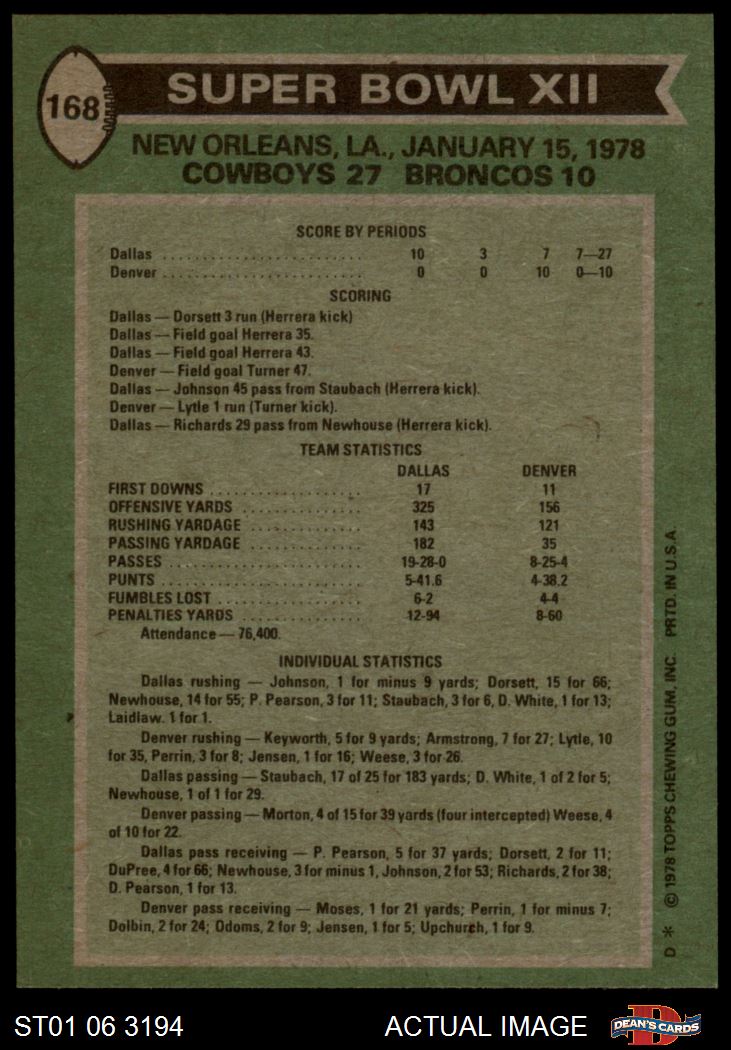 168
SUPER BOWL XII
NEW ORLEANS, LA., JANUARY 15, 1978
COWBOYS 27 BRONCOS 10
SCORE BY PERIODS
Dallas ........................ 10 3 7 7—27
Denver ........................ 0 0 10 0—10
SCORING
Dallas — Dorsett 3 run (Herrera kick)
Dallas — Field goal Herrera 35.
Dallas — Field goal Herrera 43.
Denver — Field goal Turner 47.
Dallas — Johnson 45 pass from Staubach (Herrera kick).
Denver — Lytle 1 run (Turner kick).
Dallas — Richards 29 pass from Newhouse (Herrera kick).
TEAM STATISTICS
DALLAS DENVER
FIRST DOWNS .................. 17 11
OFFENSIVE YARDS .............. 325 156
RUSHING YARDAGE ............. 143 121
PASSING YARDAGE .............. 182 35
PASSES ....................... 19-28-0 8-25-4
PUNTS ........................ 5-41.6 4-38.2
FUMBLES LOST ................. 6-2 4-4
PENALTIES YARDS .............. 12-94 8-60
Attendance — 76,400.
INDIVIDUAL STATISTICS
Dallas rushing — Johnson, 1 for minus 9 yards; Dorsett, 15 for 66;
Newhouse, 14 for 55; P. Pearson, 3 for 11; Staubach, 3 for 6, D. White, 1 for 13;
Laidlaw. 1 for 1.
Denver rushing — Keyworth, 5 for 9 yards; Armstrong, 7 for 27; Lytle, 10
for 35, Perrin, 3 for 8; Jensen, 1 for 16; Weese, 3 for 26.
Dallas passing — Staubach, 17 of 25 for 183 yards; D. White, 1 of 2 for 5;
Newhouse, 1 of 1 for 29.
Denver passing — Morton, 4 of 15 for 39 yards (four intercepted) Weese, 4
of 10 for 22.
Dallas pass receiving — P. Pearson, 5 for 37 yards; Dorsett, 2 for 11;
DuPree, 4 for 66; Newhouse, 3 for minus 1, Johnson, 2 for 53; Richards, 2 for 38;
D. Pearson, 1 for 13.
Denver pass receiving — Moses, 1 for 21 yards; Perrin, 1 for minus 7;
Dolbin, 2 for 24; Odoms, 2 for 9; Jensen, 1 for 5; Upchurch, 1 for 9.
D * © 1978 TOPPS CHEWING GUM, INC. PRTD. IN U.S.A.
ST01 06 3194
ACTUAL IMAGE
D
DEAN'S CARDS